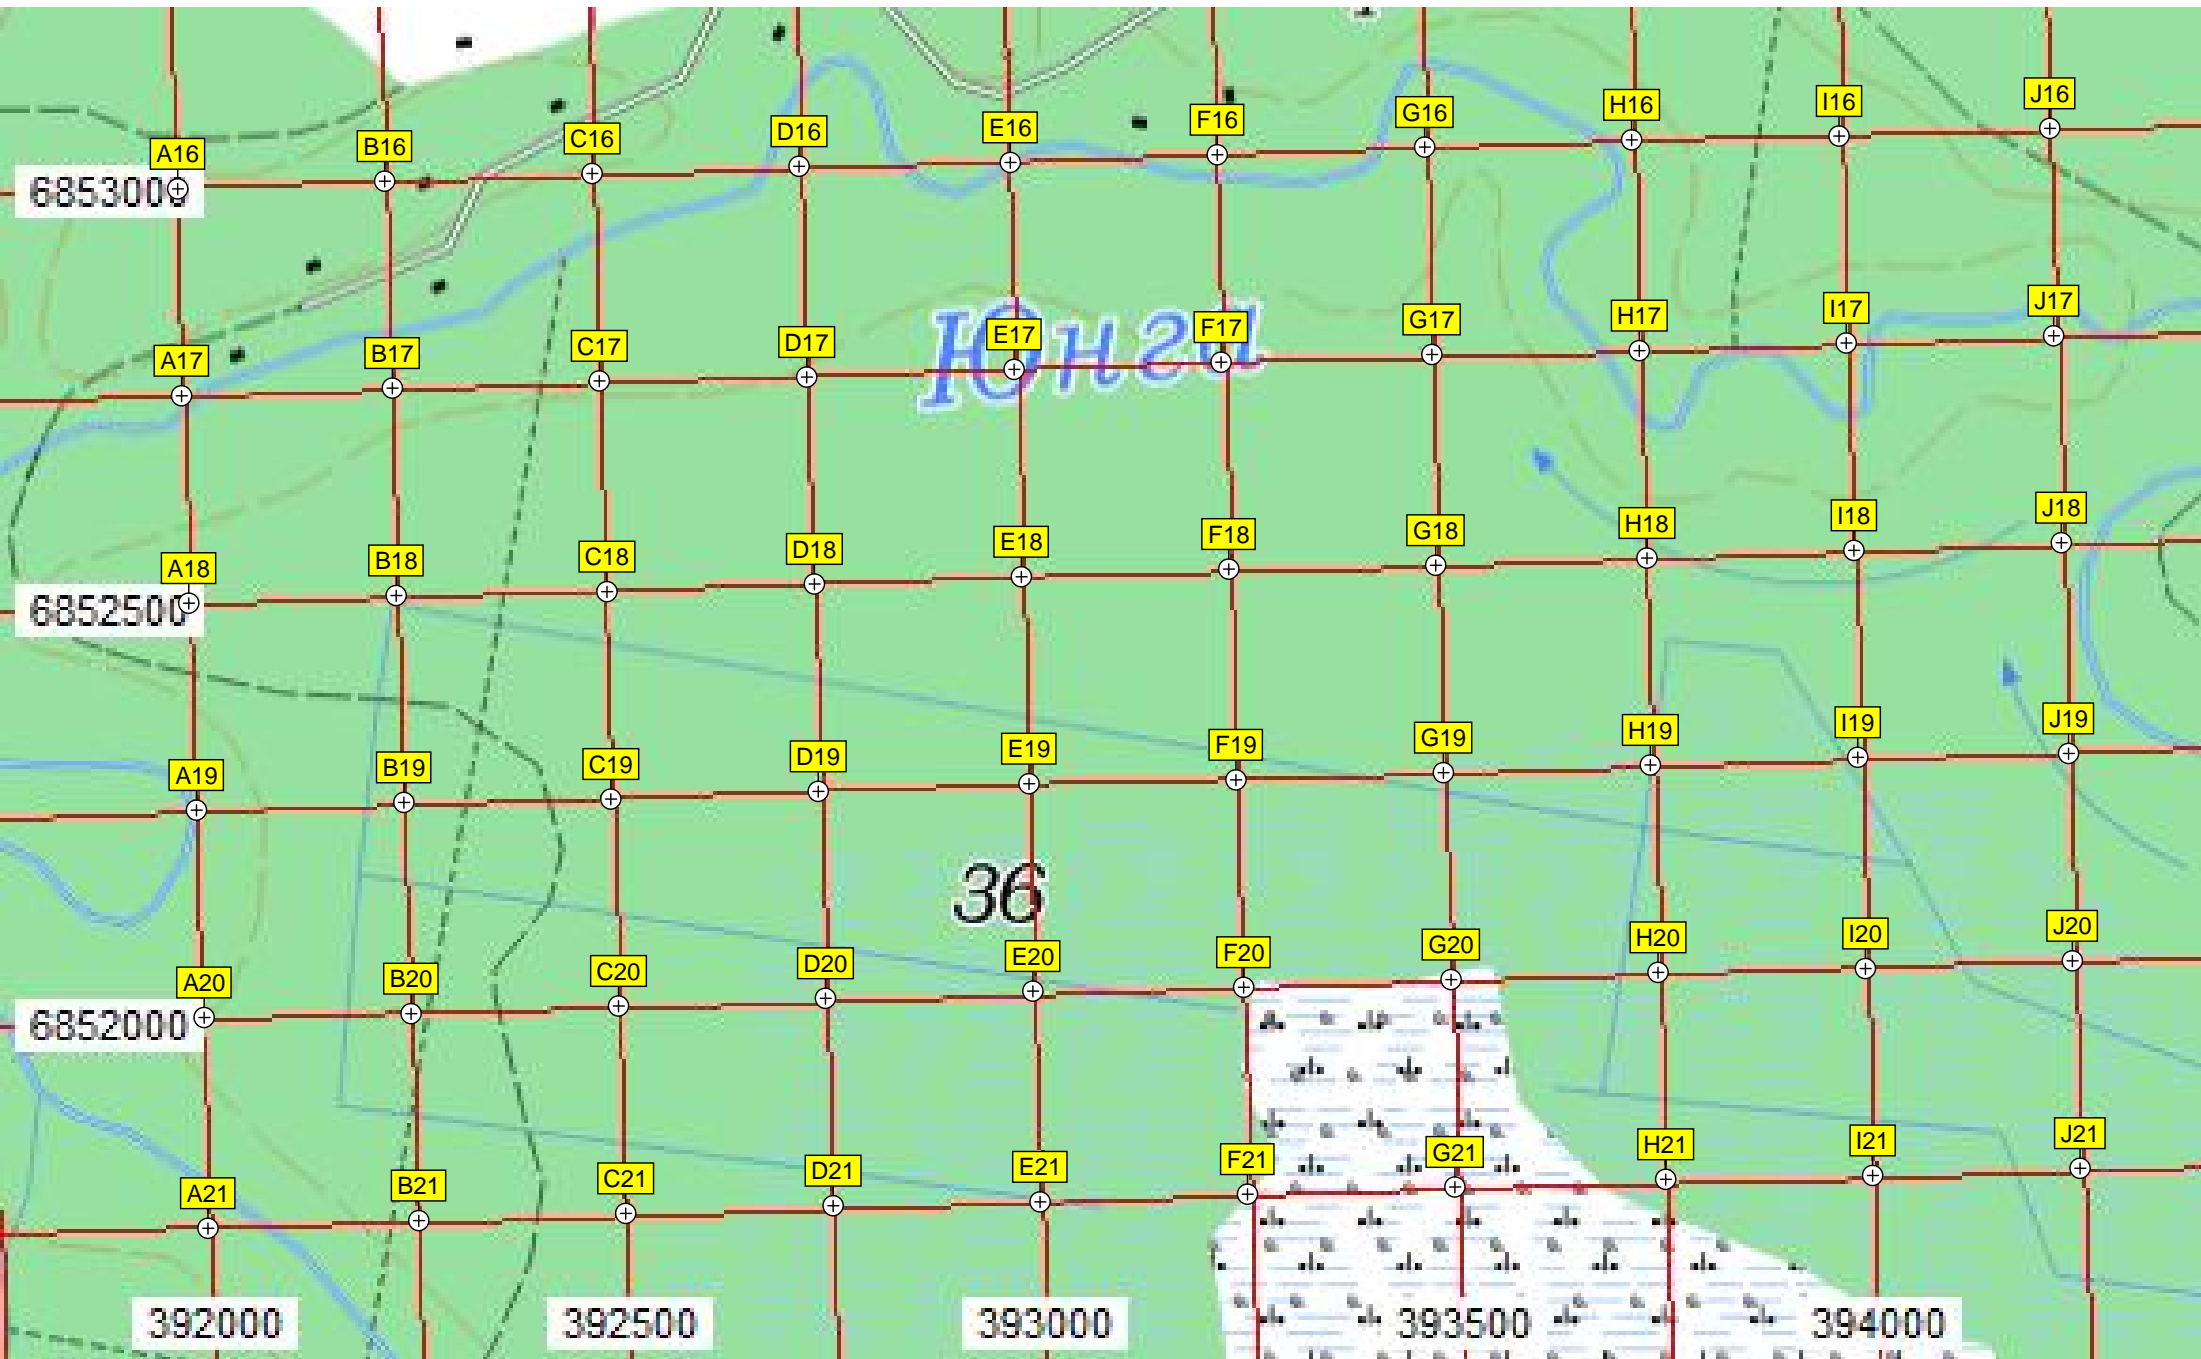 A16 B16 C16 D16 E16 F16 G16 H16 I16 J16
6853000
A17 B17 C17 D17 E17 F17 G17 H17 I17 J17
Юнги
A18 B18 C18 D18 E18 F18 G18 H18 I18 J18
6852500
A19 B19 C19 D19 E19 F19 G19 H19 I19 J19
36
A20 B20 C20 D20 E20 F20 G20 H20 I20 J20
6852000
A21 B21 C21 D21 E21 F21 G21 H21 I21 J21
392000 392500 393000 393500 394000